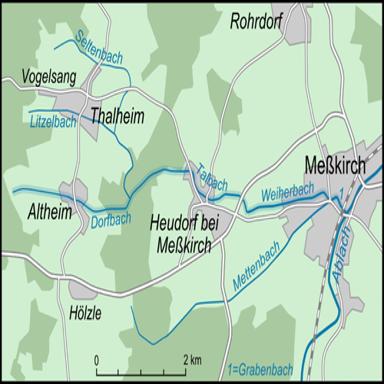 Rohrdorf
Seltenbach
Vogelsang
Thalheim
Litzelbach
Meßkirch
Talbach
Weiherbach
1
Altheim
Dorfbach
Heudorf bei
Meßkirch
Ablach
Mettenbach
Hölzle
0
2 km
1=Grabenbach